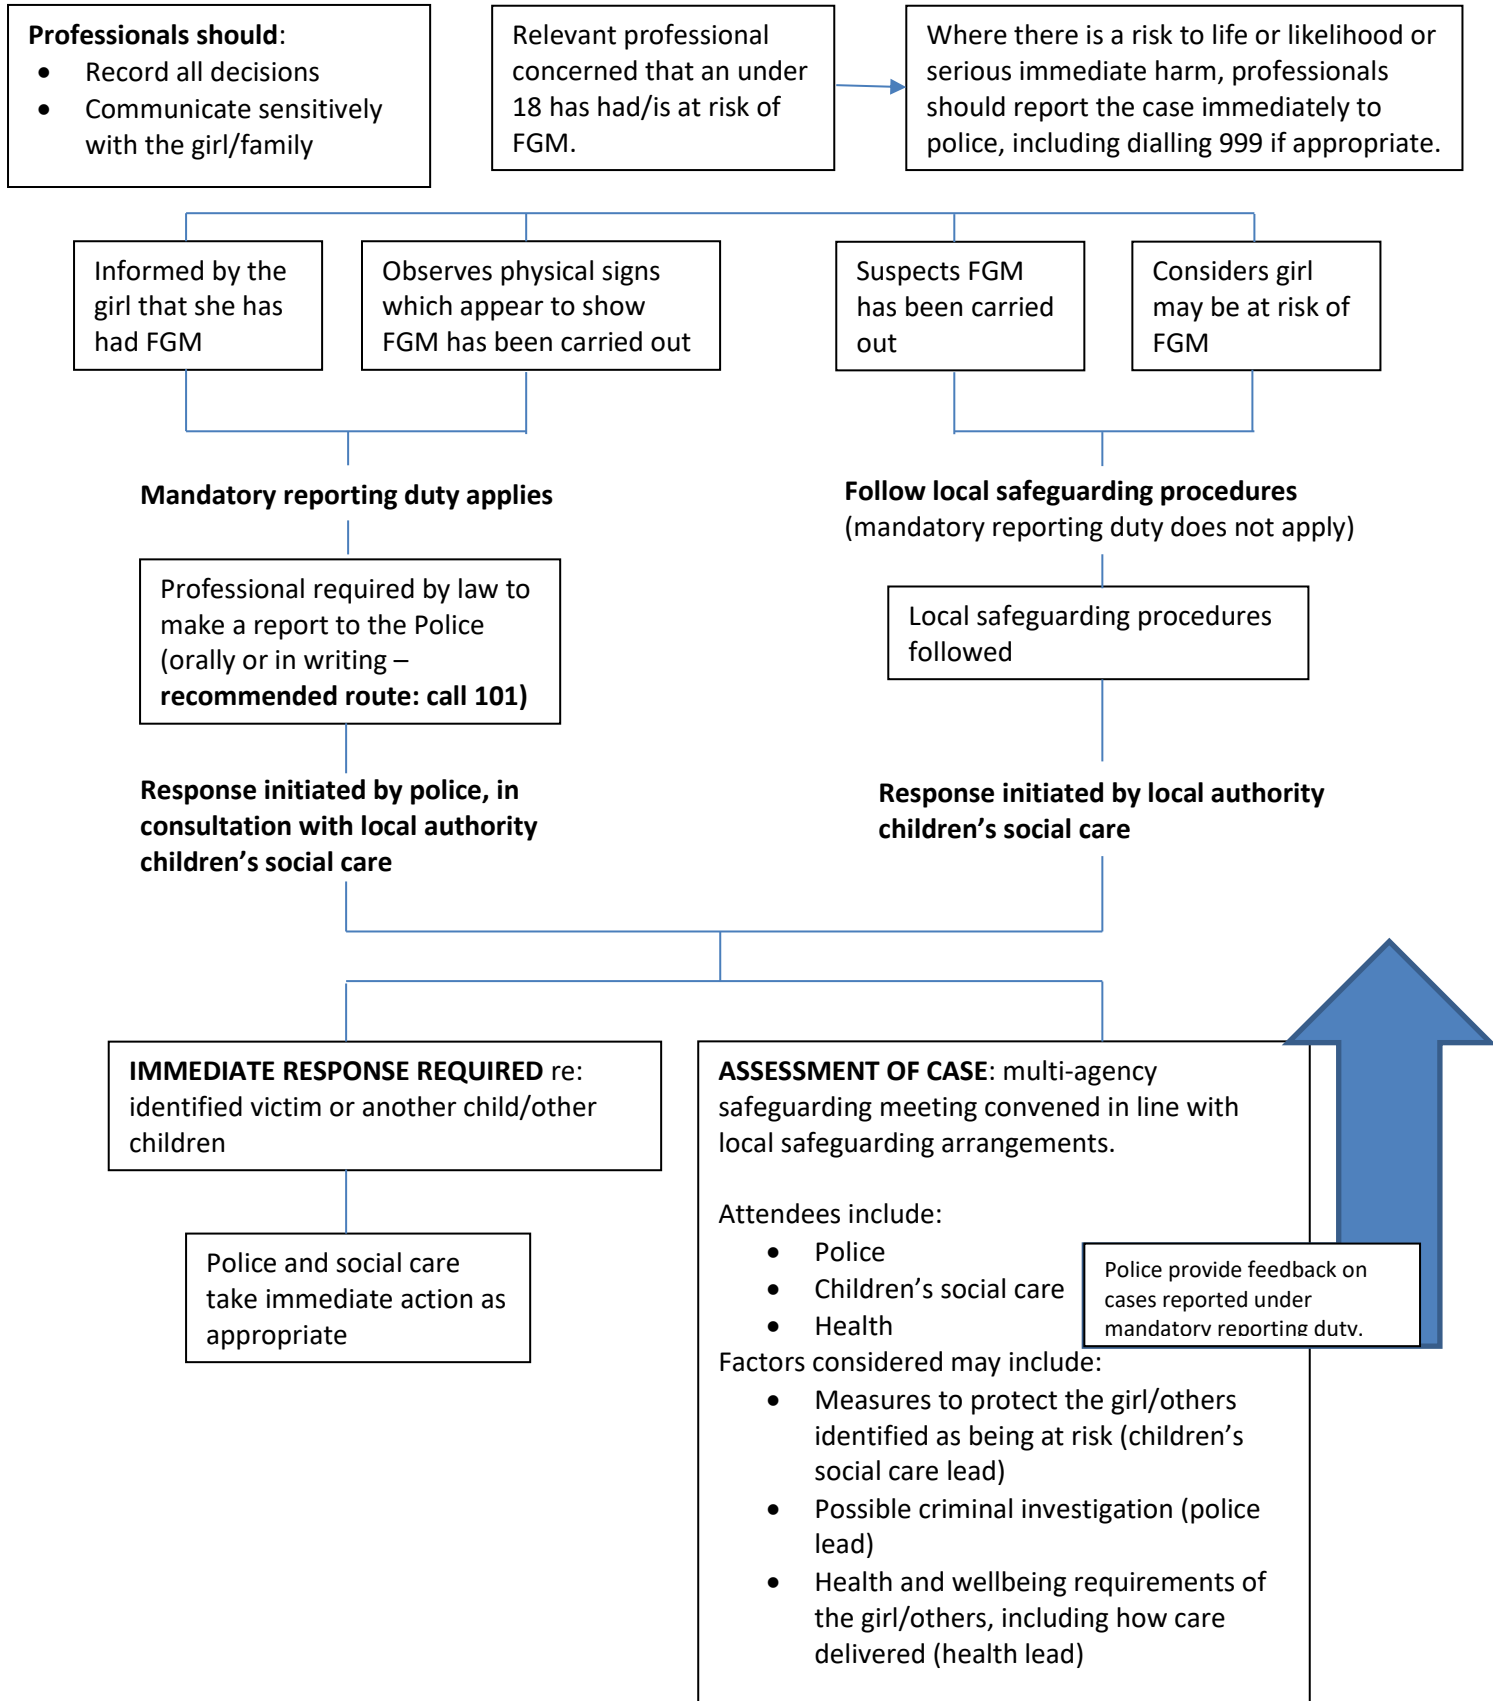 Professionals should:
• Record all decisions
• Communicate sensitively
with the girl/family
Relevant professional
concerned that an under
18 has had/is at risk of
FGM.
Where there is a risk to life or likelihood or
serious immediate harm, professionals
should report the case immediately to
police, including dialling 999 if appropriate.
Informed by the
girl that she has
had FGM
Observes physical signs
which appear to show
FGM has been carried out
Suspects FGM
has been carried
out
Considers girl
may be at risk of
FGM
Mandatory reporting duty applies
Follow local safeguarding procedures
(mandatory reporting duty does not apply)
Professional required by law to
make a report to the Police
(orally or in writing –
recommended route: call 101)
Local safeguarding procedures
followed
Response initiated by police, in
consultation with local authority
children’s social care
Response initiated by local authority
children’s social care
IMMEDIATE RESPONSE REQUIRED re:
identified victim or another child/other
children
Police and social care
take immediate action as
appropriate
ASSESSMENT OF CASE: multi-agency
safeguarding meeting convened in line with
local safeguarding arrangements.
Attendees include:
• Police
• Children’s social care
• Health
Police provide feedback on
cases reported under
mandatory reporting duty.
Factors considered may include:
• Measures to protect the girl/others
identified as being at risk (children’s
social care lead)
• Possible criminal investigation (police
lead)
• Health and wellbeing requirements of
the girl/others, including how care
delivered (health lead)